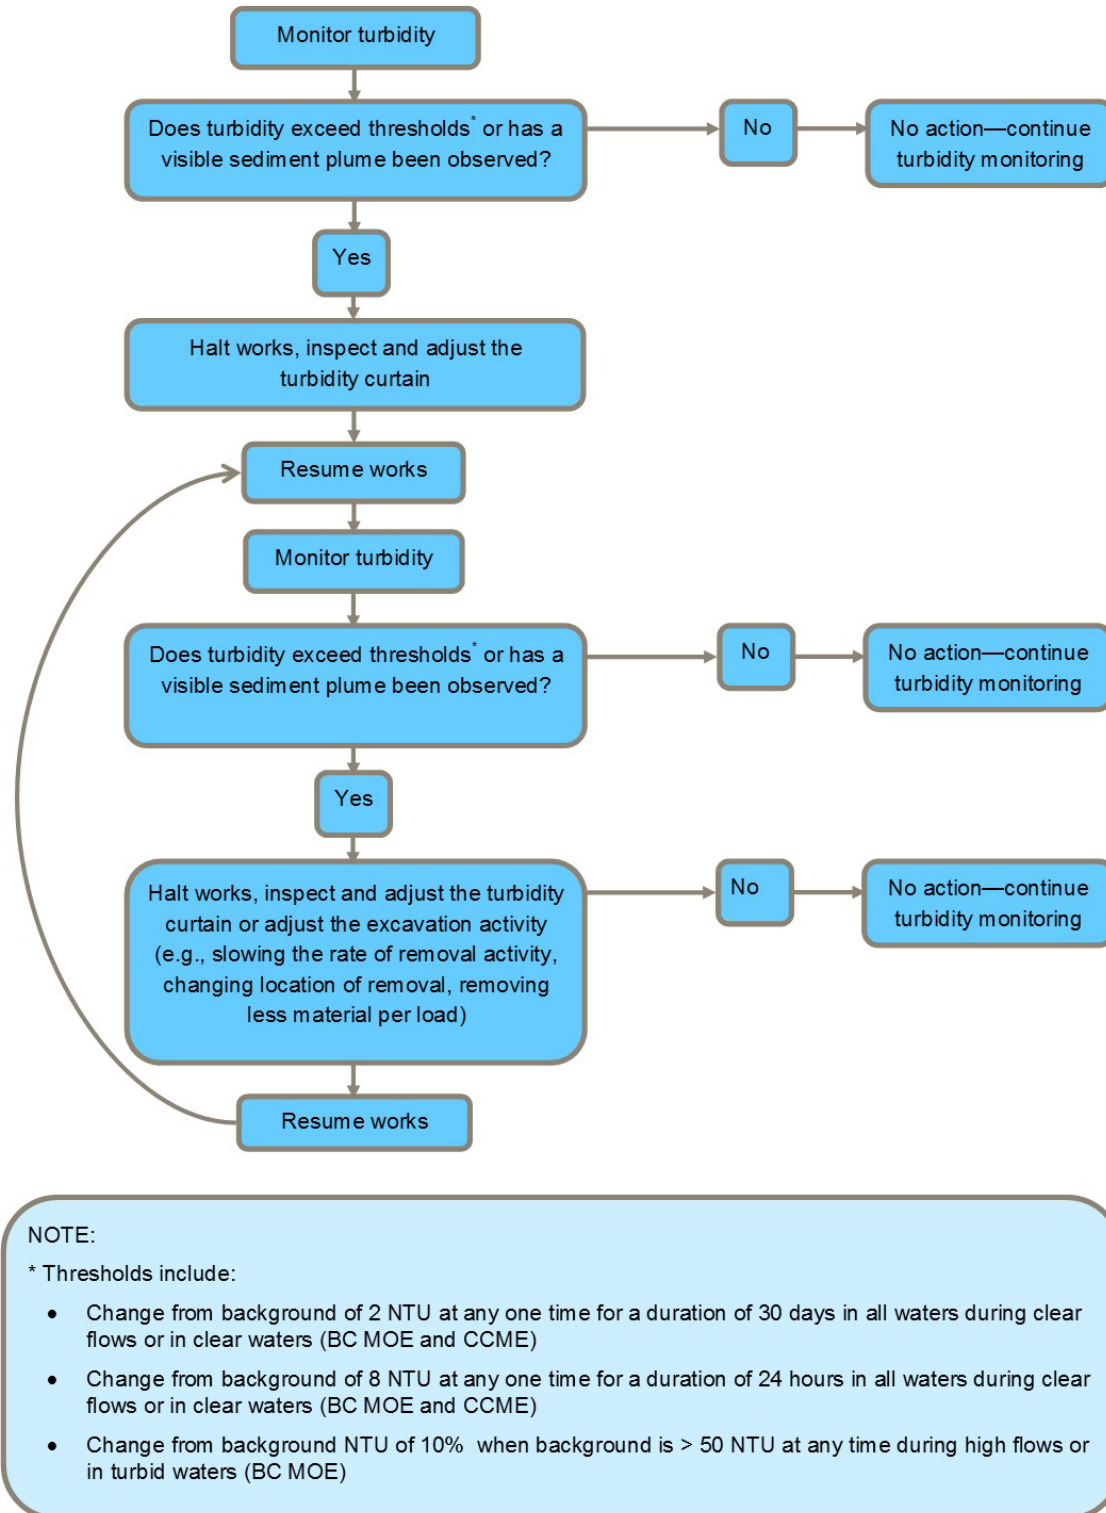 Monitor turbidity
Does turbidity exceed thresholds* or has a
visible sediment plume been observed?
No
No action—continue
turbidity monitoring
Yes
Halt works, inspect and adjust the
turbidity curtain
Resume works
Monitor turbidity
Does turbidity exceed thresholds* or has a
visible sediment plume been observed?
No
No action—continue
turbidity monitoring
Yes
Halt works, inspect and adjust the turbidity
curtain or adjust the excavation activity
(e.g., slowing the rate of removal activity,
changing location of removal, removing
less material per load)
No
No action—continue
turbidity monitoring
Resume works
NOTE:
* Thresholds include:
• Change from background of 2 NTU at any one time for a duration of 30 days in all waters during clear
flows or in clear waters (BC MOE and CCME)
• Change from background of 8 NTU at any one time for a duration of 24 hours in all waters during clear
flows or in clear waters (BC MOE and CCME)
• Change from background NTU of 10% when background is > 50 NTU at any time during high flows or
in turbid waters (BC MOE)